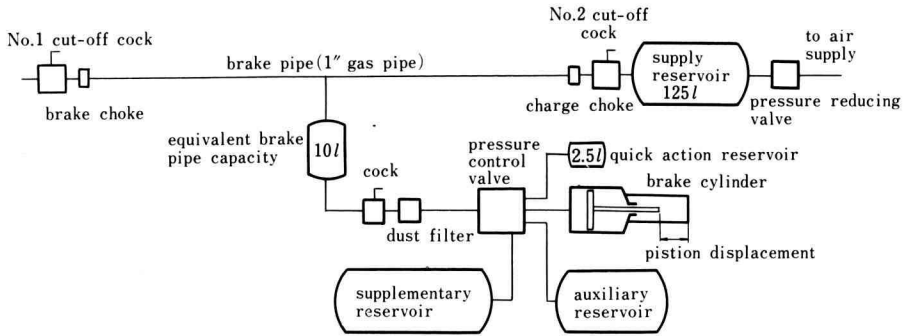 No.1 cut-off cock
brake choke
brake pipe(1″ gas pipe)
No.2 cut-off
cock
charge choke
supply
reservoir
125l
to air
supply
pressure reducing
valve
equivalent brake
pipe capacity
10l
cock
dust filter
pressure
control
valve
2.5l
quick action reservoir
brake cylinder
pistion displacement
supplementary
reservoir
auxiliary
reservoir